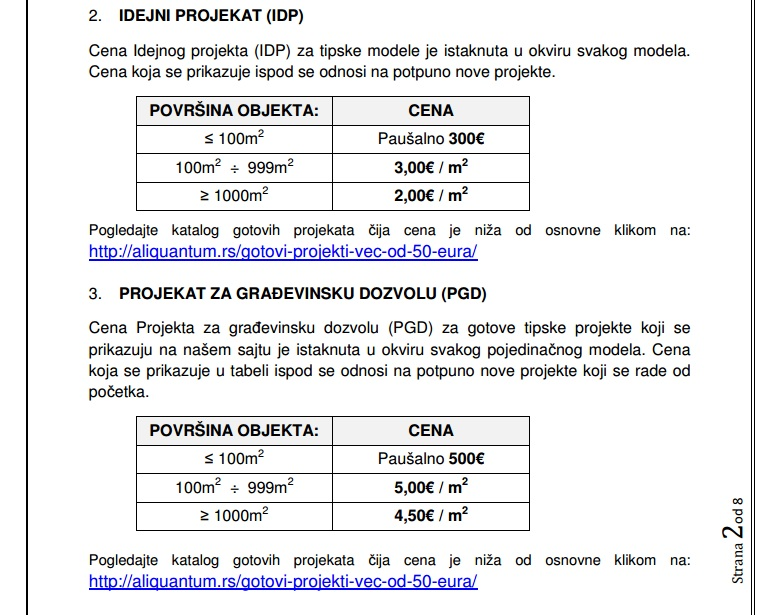 2. IDEJNI PROJEKAT (IDP)
Cena Idejnog projekta (IDP) za tipske modele je istaknuta u okviru svakog modela.
Cena koja se prikazuje ispod se odnosi na potpuno nove projekte.
POVRŠINA OBJEKTA: CENA
≤ 100m² Paušalno 300€
100m² ÷ 999m² 3,00€ / m²
≥ 1000m² 2,00€ / m²
Pogledajte katalog gotovih projekata čija cena je niža od osnovne klikom na:
http://aliquantum.rs/gotovi-projekti-vec-od-50-eura/
3. PROJEKAT ZA GRAĐEVINSKU DOZVOLU (PGD)
Cena Projekta za građevinsku dozvolu (PGD) za gotove tipske projekte koji se
prikazuju na našem sajtu je istaknuta u okviru svakog pojedinačnog modela. Cena
koja se prikazuje u tabeli ispod se odnosi na potpuno nove projekte koji se rade od
početka.
POVRŠINA OBJEKTA: CENA
≤ 100m² Paušalno 500€
100m² ÷ 999m² 5,00€ / m²
≥ 1000m² 4,50€ / m²
Pogledajte katalog gotovih projekata čija cena je niža od osnovne klikom na:
http://aliquantum.rs/gotovi-projekti-vec-od-50-eura/
Strana 2 od 8